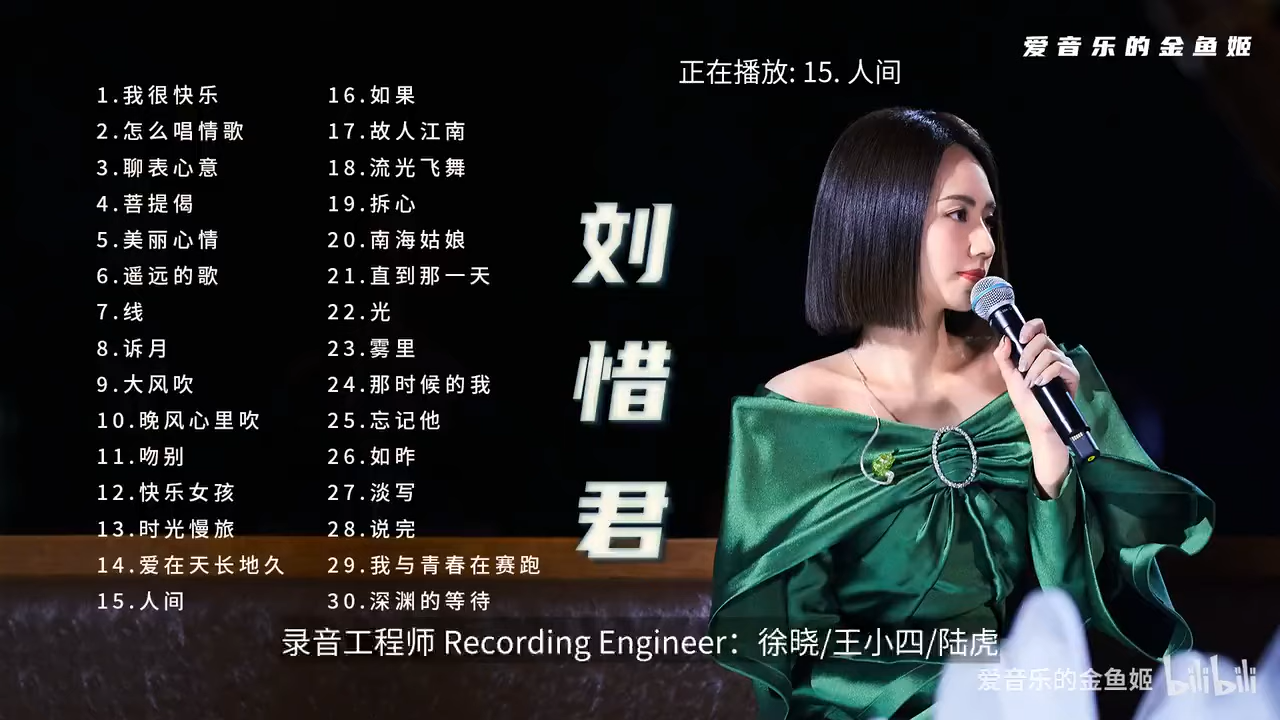 爱音乐的金鱼姬
正在播放: 15. 人间
1.我很快乐
2.怎么唱情歌
3.聊表心意
4.菩提偈
5.美丽心情
6.遥远的歌
7.线
8.诉月
9.大风吹
10.晚风心里吹
11.吻别
12.快乐女孩
13.时光慢旅
14.爱在天长地久
15.人间
16.如果
17.故人江南
18.流光飞舞
19.拆心
20.南海姑娘
21.直到那一天
22.光
23.雾里
24.那时候的我
25.忘记他
26.如昨
27.淡写
28.说完
29.我与青春在赛跑
30.深渊的等待
刘
惜
君
录音工程师 Recording Engineer：徐晓/王小四/陆虎
爱音乐的金鱼姬 bilibili